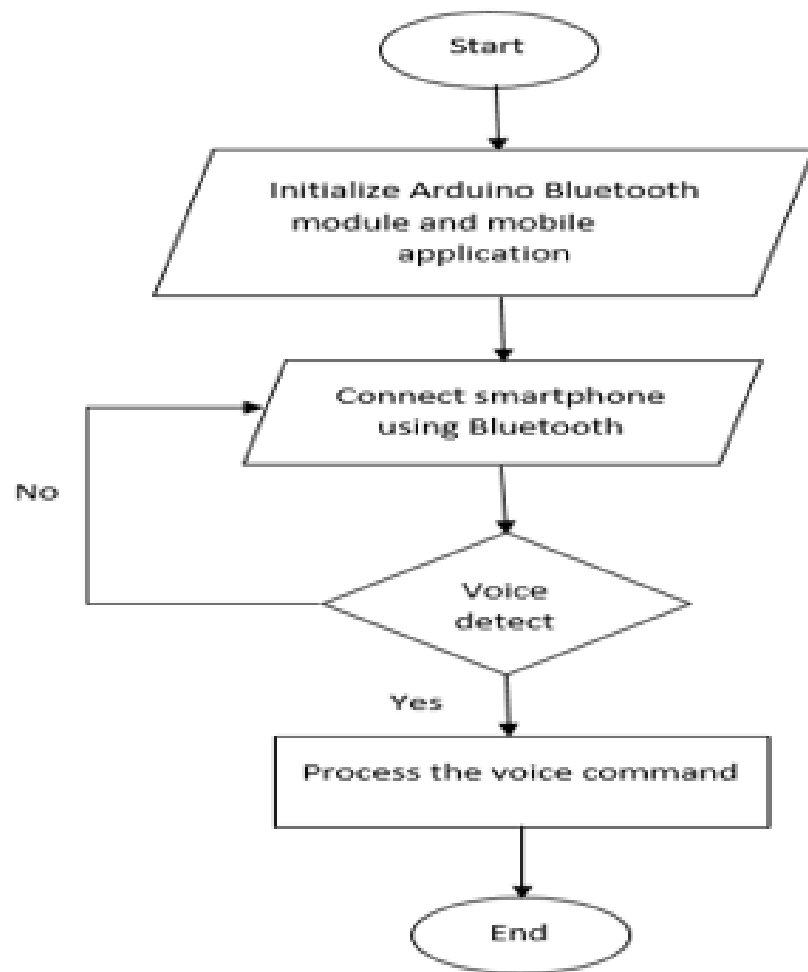 Start
Initialize Arduino Bluetooth
module and mobile
application
Connect smartphone
using Bluetooth
No
Voice
detect
Yes
Process the voice command
End